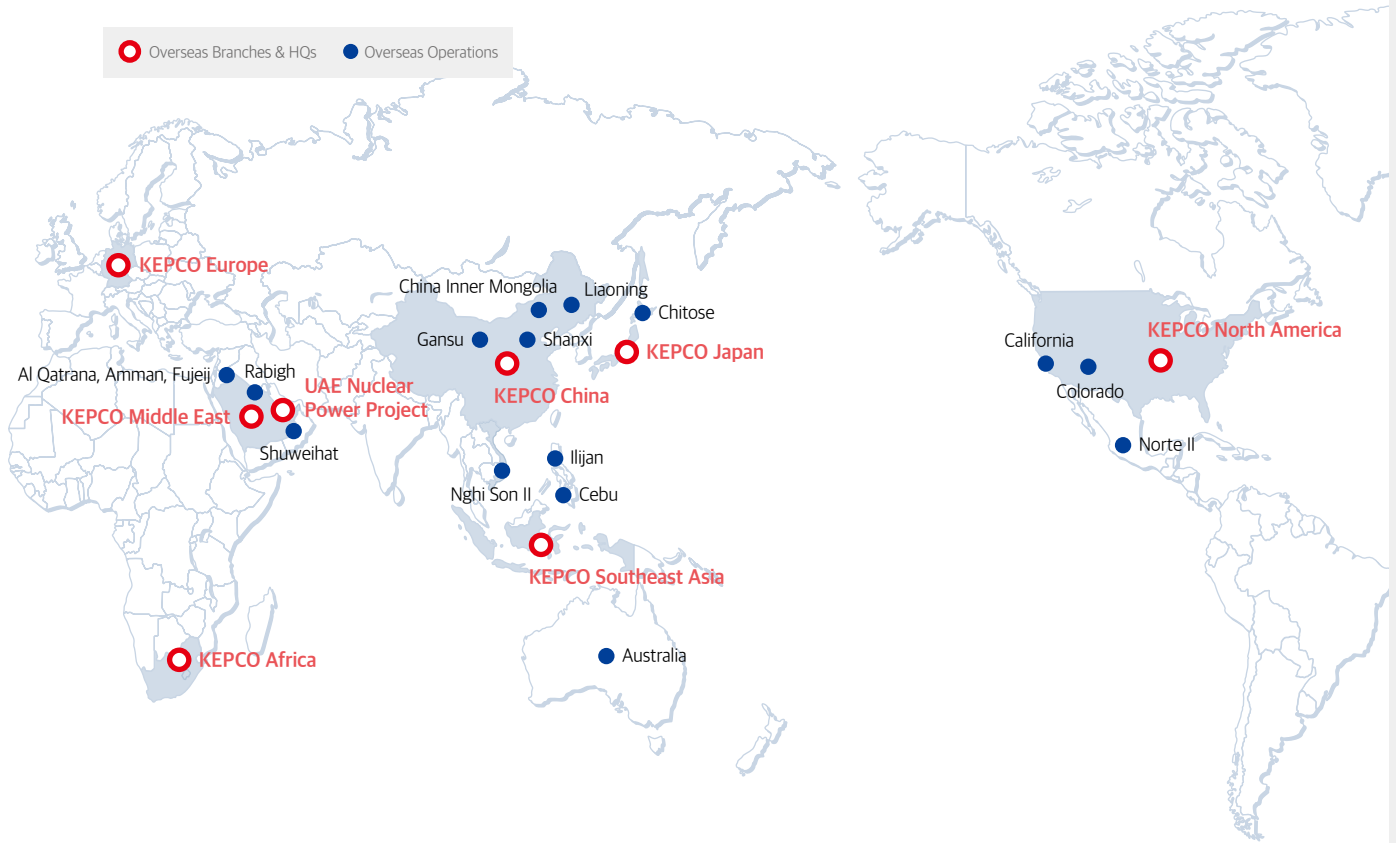 Overseas Branches & HQs
Overseas Operations
KEPCO Europe
China Inner Mongolia
Liaoning
Chitose
Gansu
Shanxi
KEPCO Japan
KEPCO China
Al Qatrana, Amman, Fujeij
Rabigh
UAE Nuclear
Power Project
KEPCO Middle East
Shuweihat
Ilijan
Nghi Son II
Cebu
KEPCO Southeast Asia
KEPCO Africa
Australia
KEPCO North America
California
Colorado
Norte II